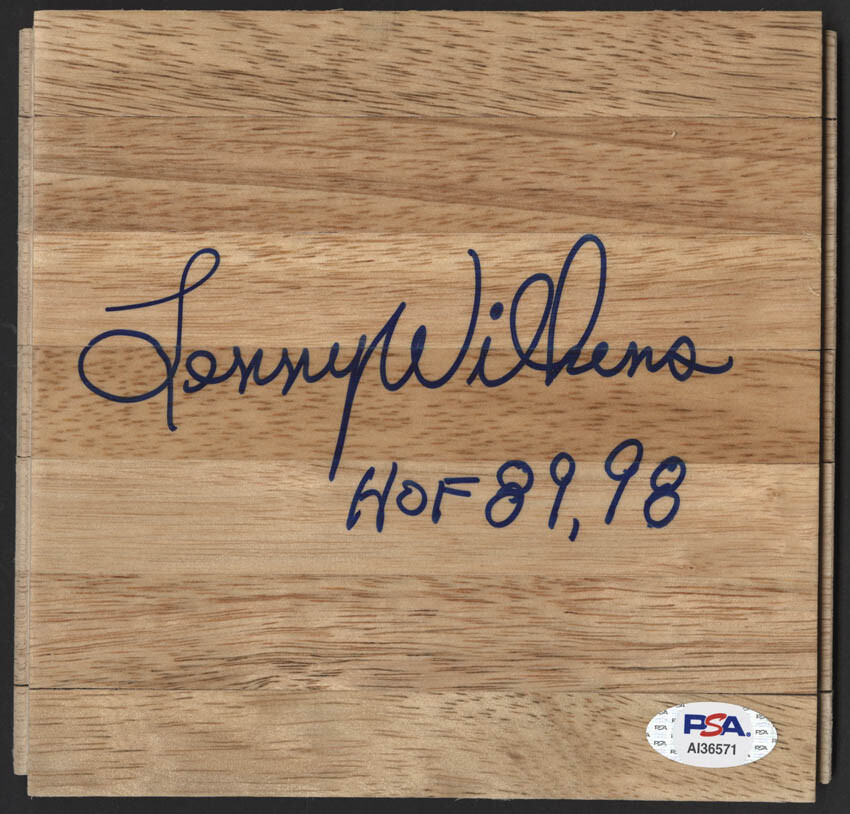 Lenny Wilkens
HOF 89, 98
PSA
AI36571